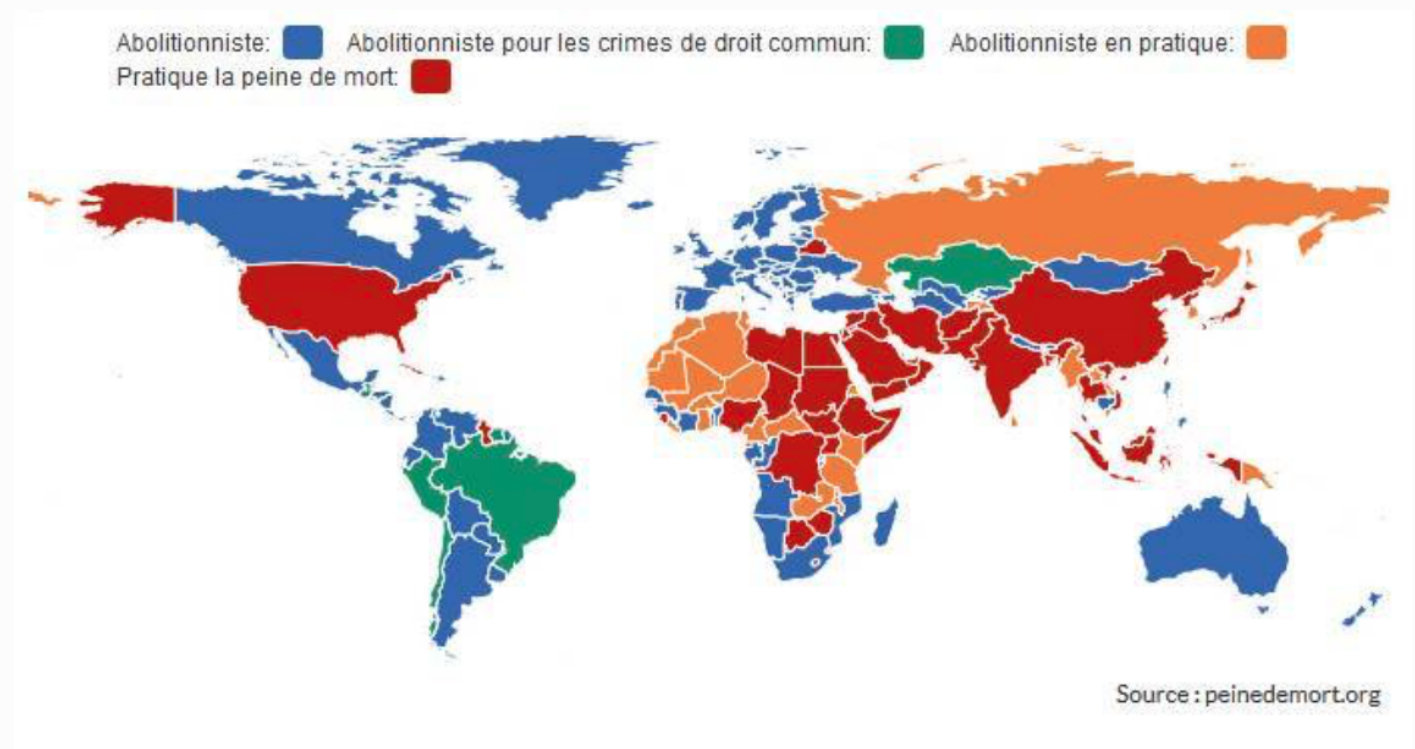 Abolitionniste: Abolitionniste pour les crimes de droit commun: Abolitionniste en pratique:
Pratique la peine de mort:
Source : peinedemort.org